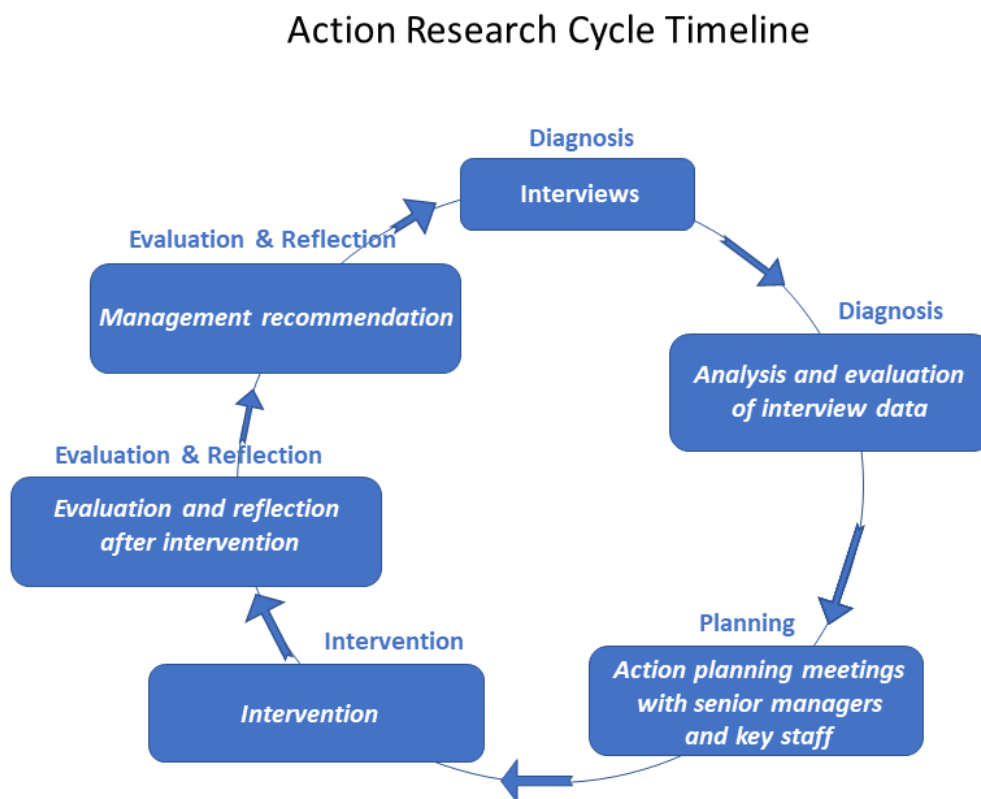 Action Research Cycle Timeline
Diagnosis
Interviews
Diagnosis
Analysis and evaluation
of interview data
Planning
Action planning meetings
with senior managers
and key staff
Intervention
Intervention
Evaluation & Reflection
Evaluation and reflection
after intervention
Evaluation & Reflection
Management recommendation